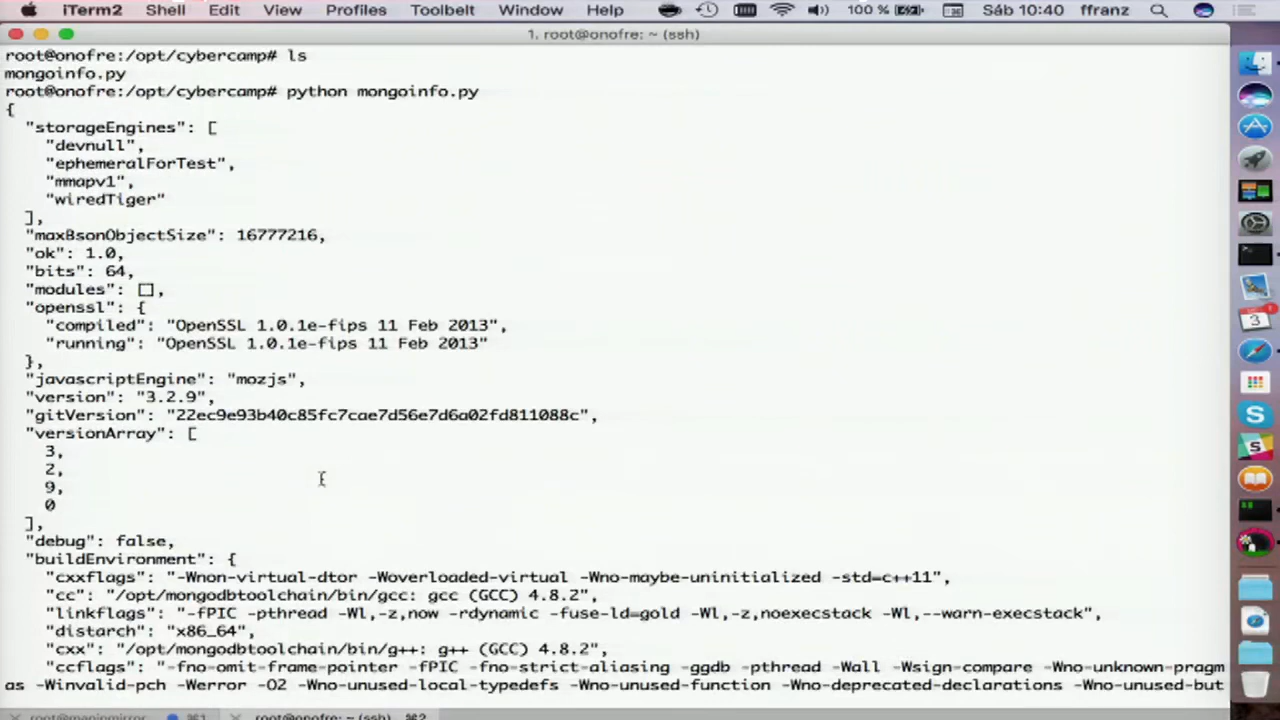 iTerm2 Shell Edit View Profiles Toolbelt Window Help 100 % Sáb 10:40 ffranz
1. root@onofre: ~ (ssh)
root@onofre:/opt/cybercamp# ls
mongoinfo.py
root@onofre:/opt/cybercamp# python mongoinfo.py
{
"storageEngines": [
"devnull",
"ephemeralForTest",
"mmapv1",
"wiredTiger"
],
"maxBsonObjectSize": 16777216,
"ok": 1.0,
"bits": 64,
"modules": [],
"openssl": {
"compiled": "OpenSSL 1.0.1e-fips 11 Feb 2013",
"running": "OpenSSL 1.0.1e-fips 11 Feb 2013"
},
"javascriptEngine": "mozjs",
"version": "3.2.9",
"gitVersion": "22ec9e93b40c85fc7cae7d56e7d6a02fd811088c",
"versionArray": [
3,
2,
9,
0
],
"debug": false,
"buildEnvironment": {
"cxxflags": "-Wnon-virtual-dtor -Woverloaded-virtual -Wno-maybe-uninitialized -std=c++11",
"cc": "/opt/mongodbtoolchain/bin/gcc: gcc (GCC) 4.8.2",
"linkflags": "-fPIC -pthread -Wl,-z,now -rdynamic -fuse-ld=gold -Wl,-z,noexecstack -Wl,--warn-execstack",
"distarch": "x86_64",
"cxx": "/opt/mongodbtoolchain/bin/g++: g++ (GCC) 4.8.2",
"ccflags": "-fno-omit-frame-pointer -fPIC -fno-strict-aliasing -ggdb -pthread -Wall -Wsign-compare -Wno-unknown-pragm
as -Winvalid-pch -Werror -O2 -Wno-unused-local-typedefs -Wno-unused-function -Wno-deprecated-declarations -Wno-unused-but
root@onofre: ~ (ssh) ⌘2
3